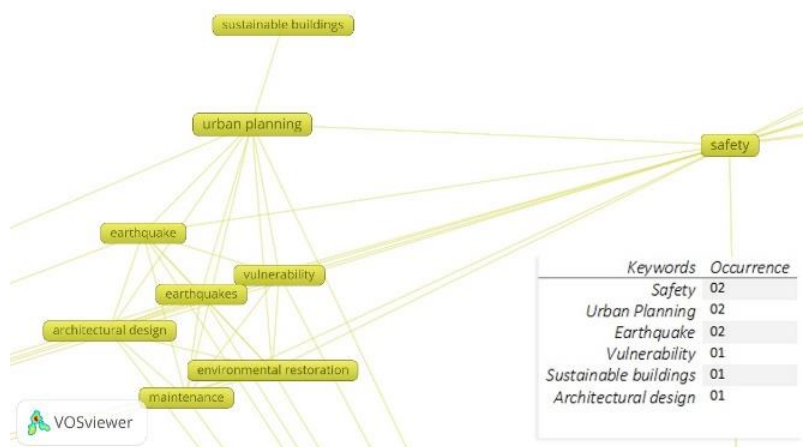 sustainable buildings
urban planning
safety
earthquake
vulnerability
earthquakes
architectural design
environmental restoration
maintenance
VOSviewer
Keywords Occurrence
Safety 02
Urban Planning 02
Earthquake 02
Vulnerability 01
Sustainable buildings 01
Architectural design 01